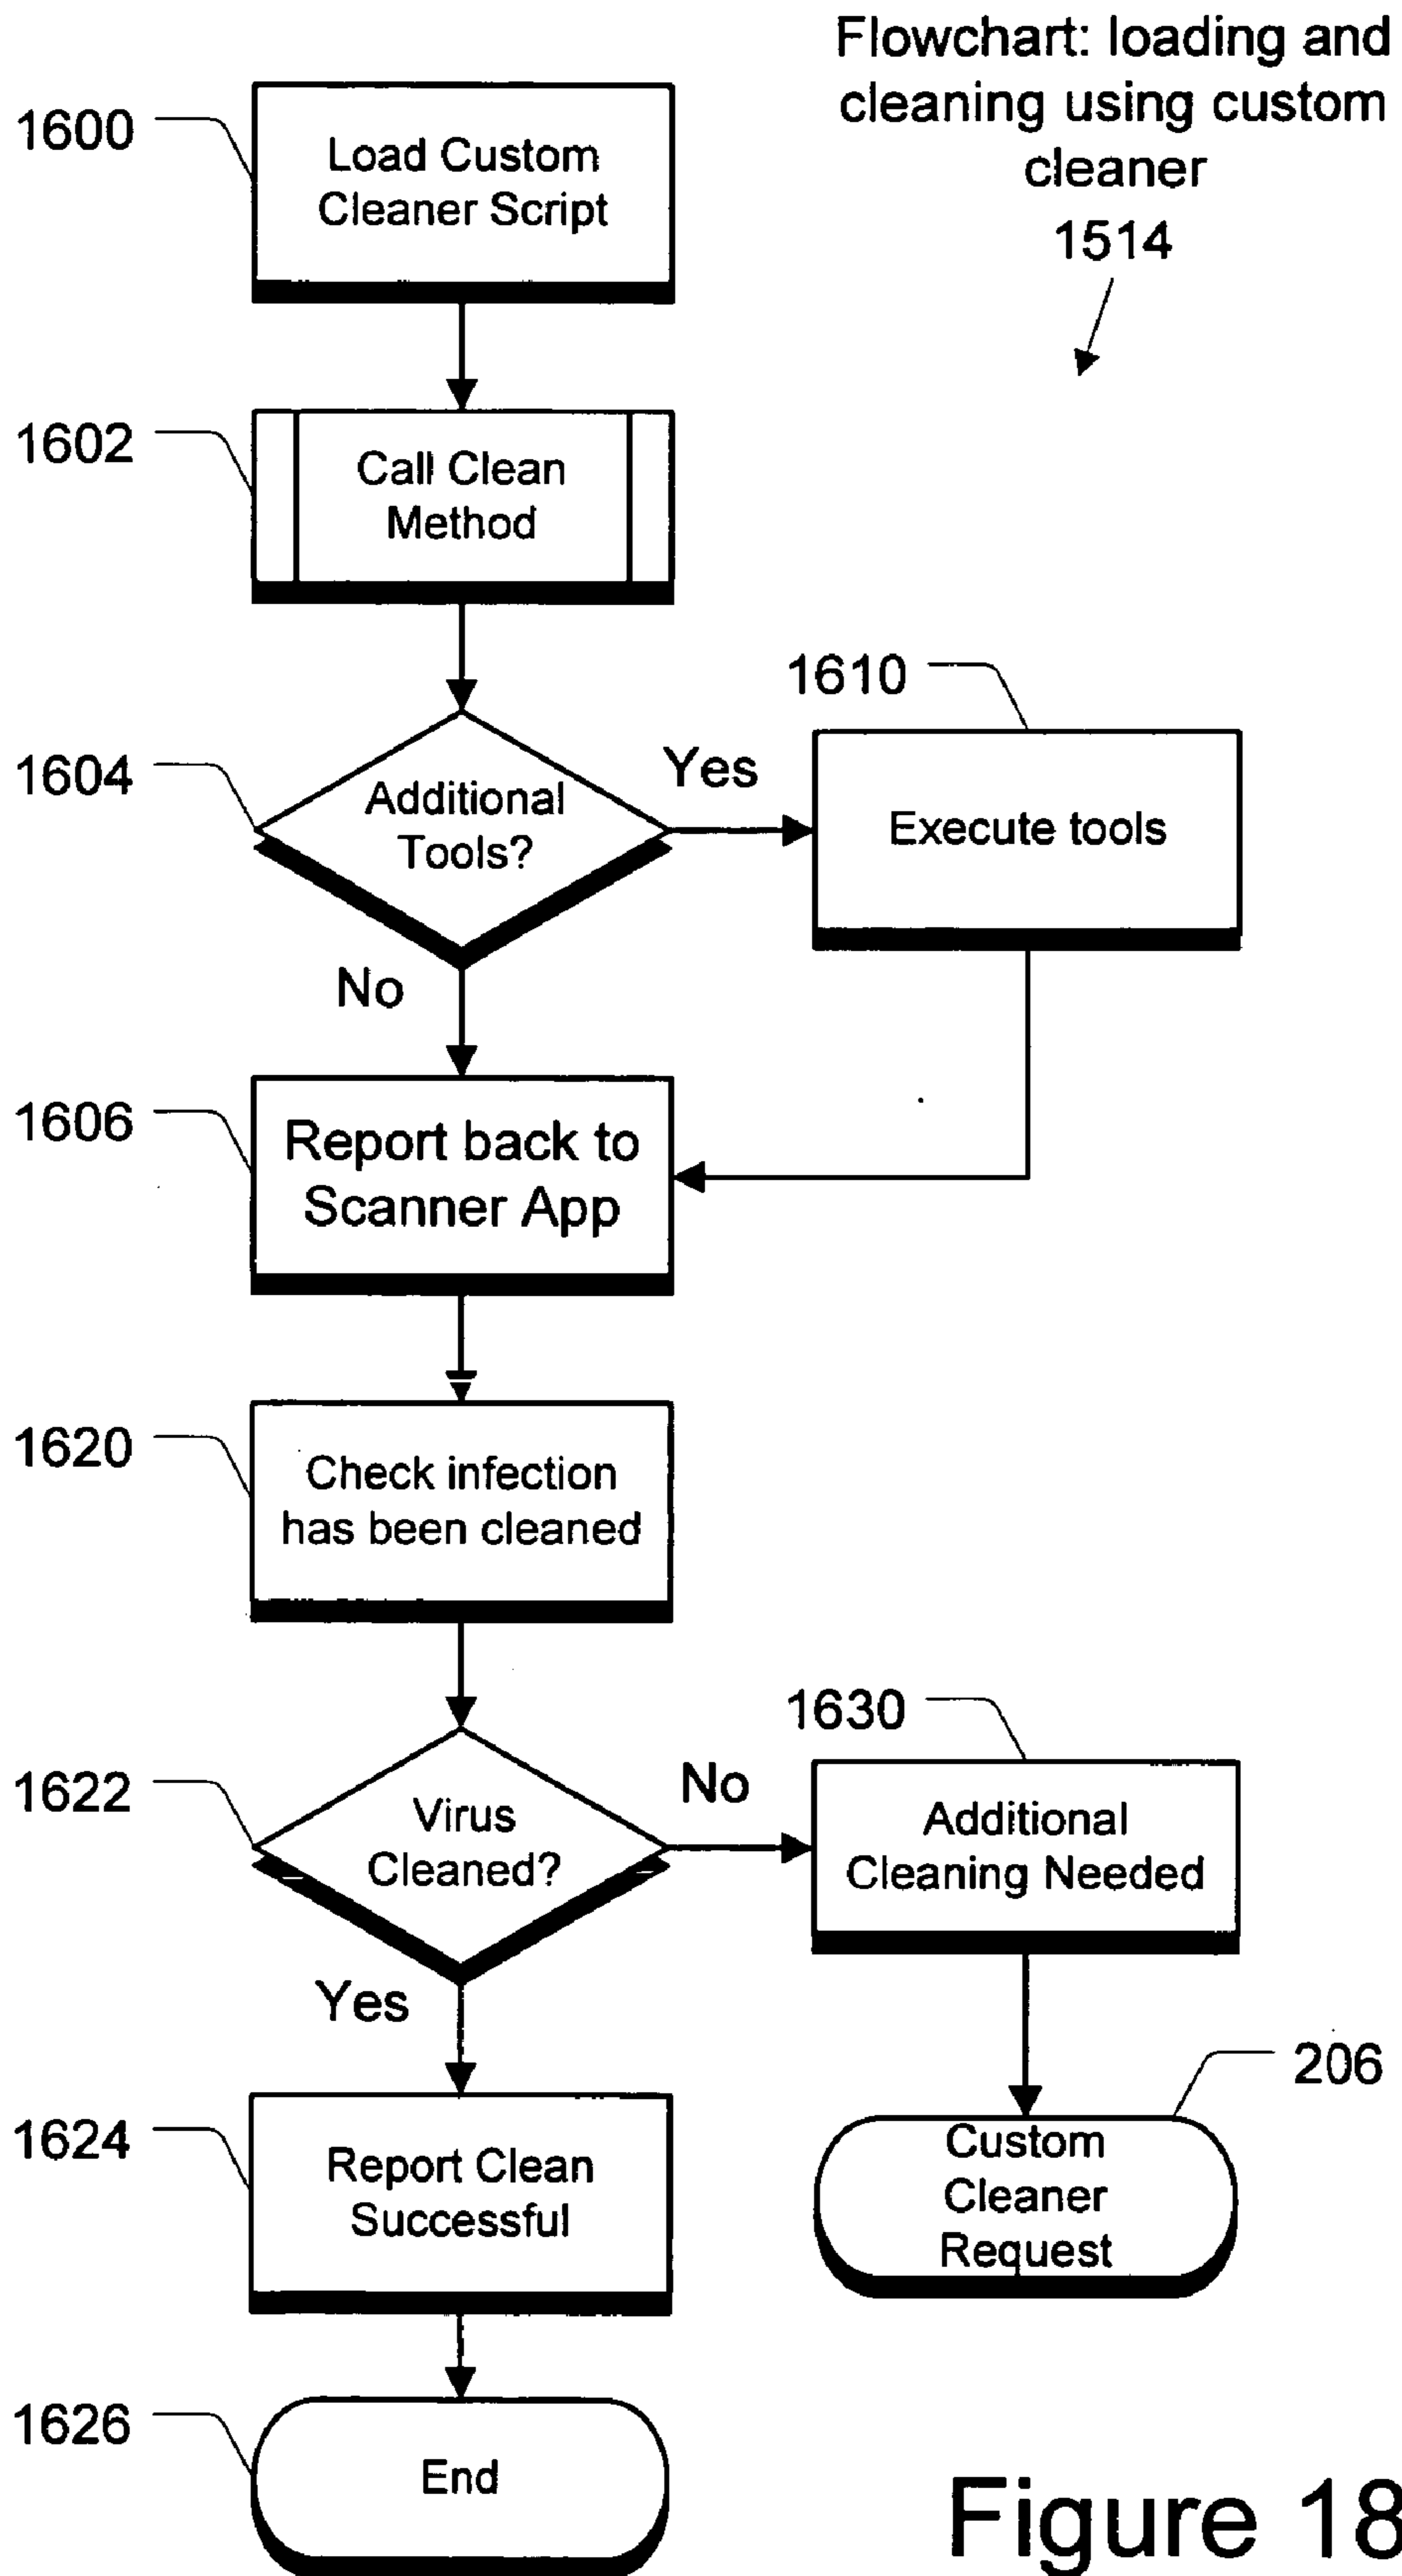 Flowchart: loading and
cleaning using custom
cleaner
1514
1600
Load Custom
Cleaner Script
1602
Call Clean
Method
1604
Additional
Tools?
Yes
1610
Execute tools
No
1606
Report back to
Scanner App
1620
Check infection
has been cleaned
1622
Virus
Cleaned?
No
1630
Additional
Cleaning Needed
Yes
206
Custom
Cleaner
Request
1624
Report Clean
Successful
1626
End
Figure 18